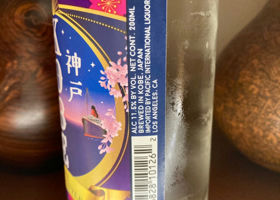 神戸
ALC 11.5% BY VOL. NET CONT. 200ML
BREWED IN KOBE, JAPAN
IMPORTED BY PACIFIC INTERNATIONAL LIQUOR
LOS ANGELES, CA